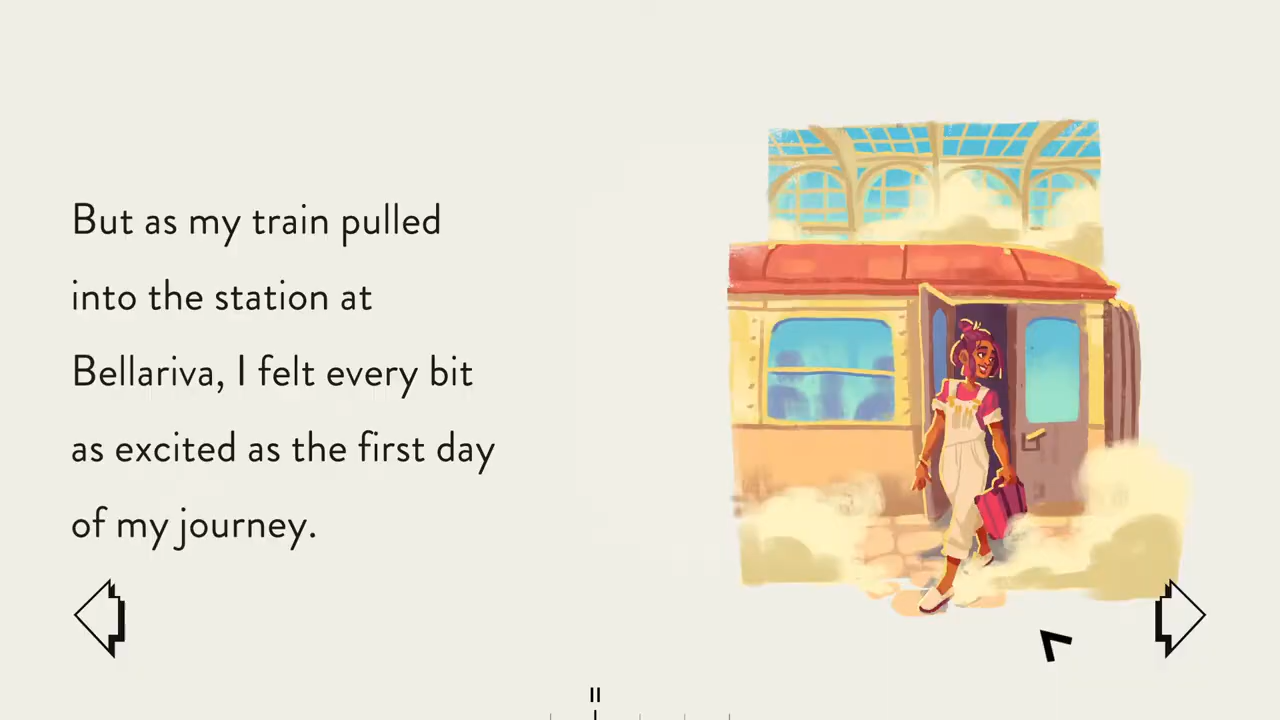 But as my train pulled
into the station at
Bellariva, I felt every bit
as excited as the first day
of my journey.
II